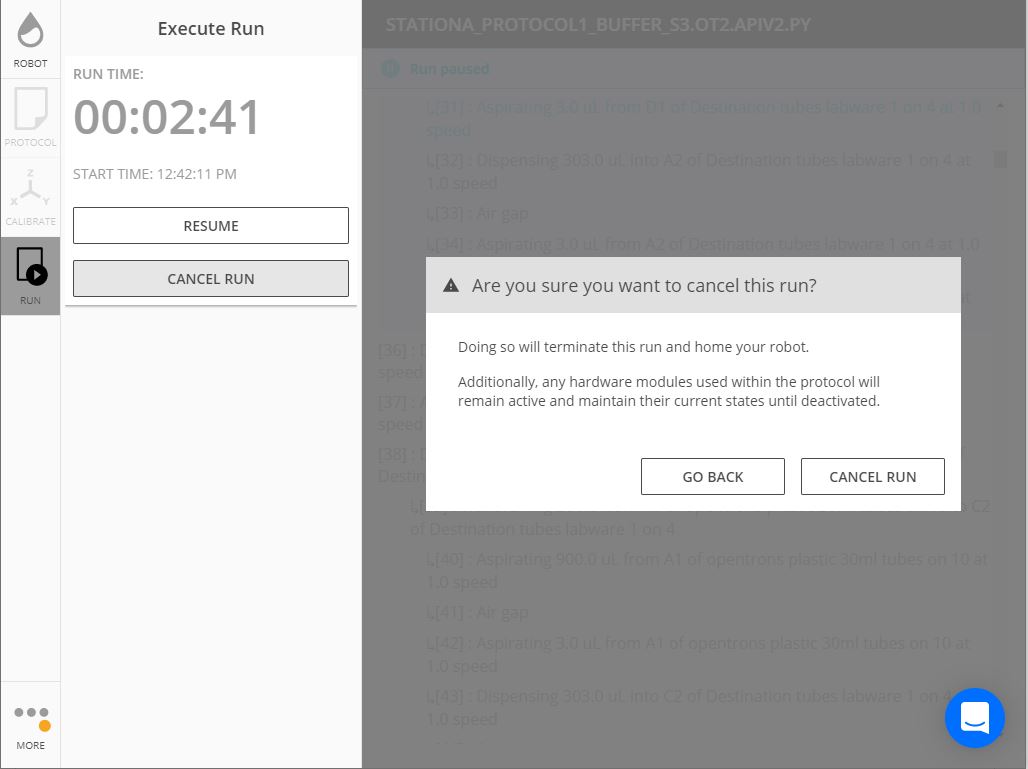 ROBOT
PROTOCOL
Z
X Y
CALIBRATE
RUN
MORE
Execute Run
RUN TIME:
00:02:41
START TIME: 12:42:11 PM
RESUME
CANCEL RUN
STATIONA_PROTOCOL1_BUFFER_S3.OT2.APIV2.PY
Run paused
↳[31] : Aspirating 3.0 uL from D1 of Destination tubes labware 1 on 4 at 1.0
speed
↳[32] : Dispensing 303.0 uL into A2 of Destination tubes labware 1 on 4 at
1.0 speed
↳[33] : Air gap
↳[34] : Aspirating 3.0 uL from A2 of Destination tubes labware 1 on 4 at 1.0
at
[36] :
speed
[37] :
speed
[38] :
Are you sure you want to cancel this run?
Doing so will terminate this run and home your robot.
Additionally, any hardware modules used within the protocol will
remain active and maintain their current states until deactivated.
GO BACK
CANCEL RUN
C2
of Destination tubes labware 1 on 4
↳[40] : Aspirating 900.0 uL from A1 of opentrons plastic 30ml tubes on 10 at
1.0 speed
↳[41] : Air gap
↳[42] : Aspirating 3.0 uL from A1 of opentrons plastic 30ml tubes on 10 at
1.0 speed
↳[43] : Dispensing 303.0 uL into C2 of Destination tubes labware 1 on 4
1.0 speed